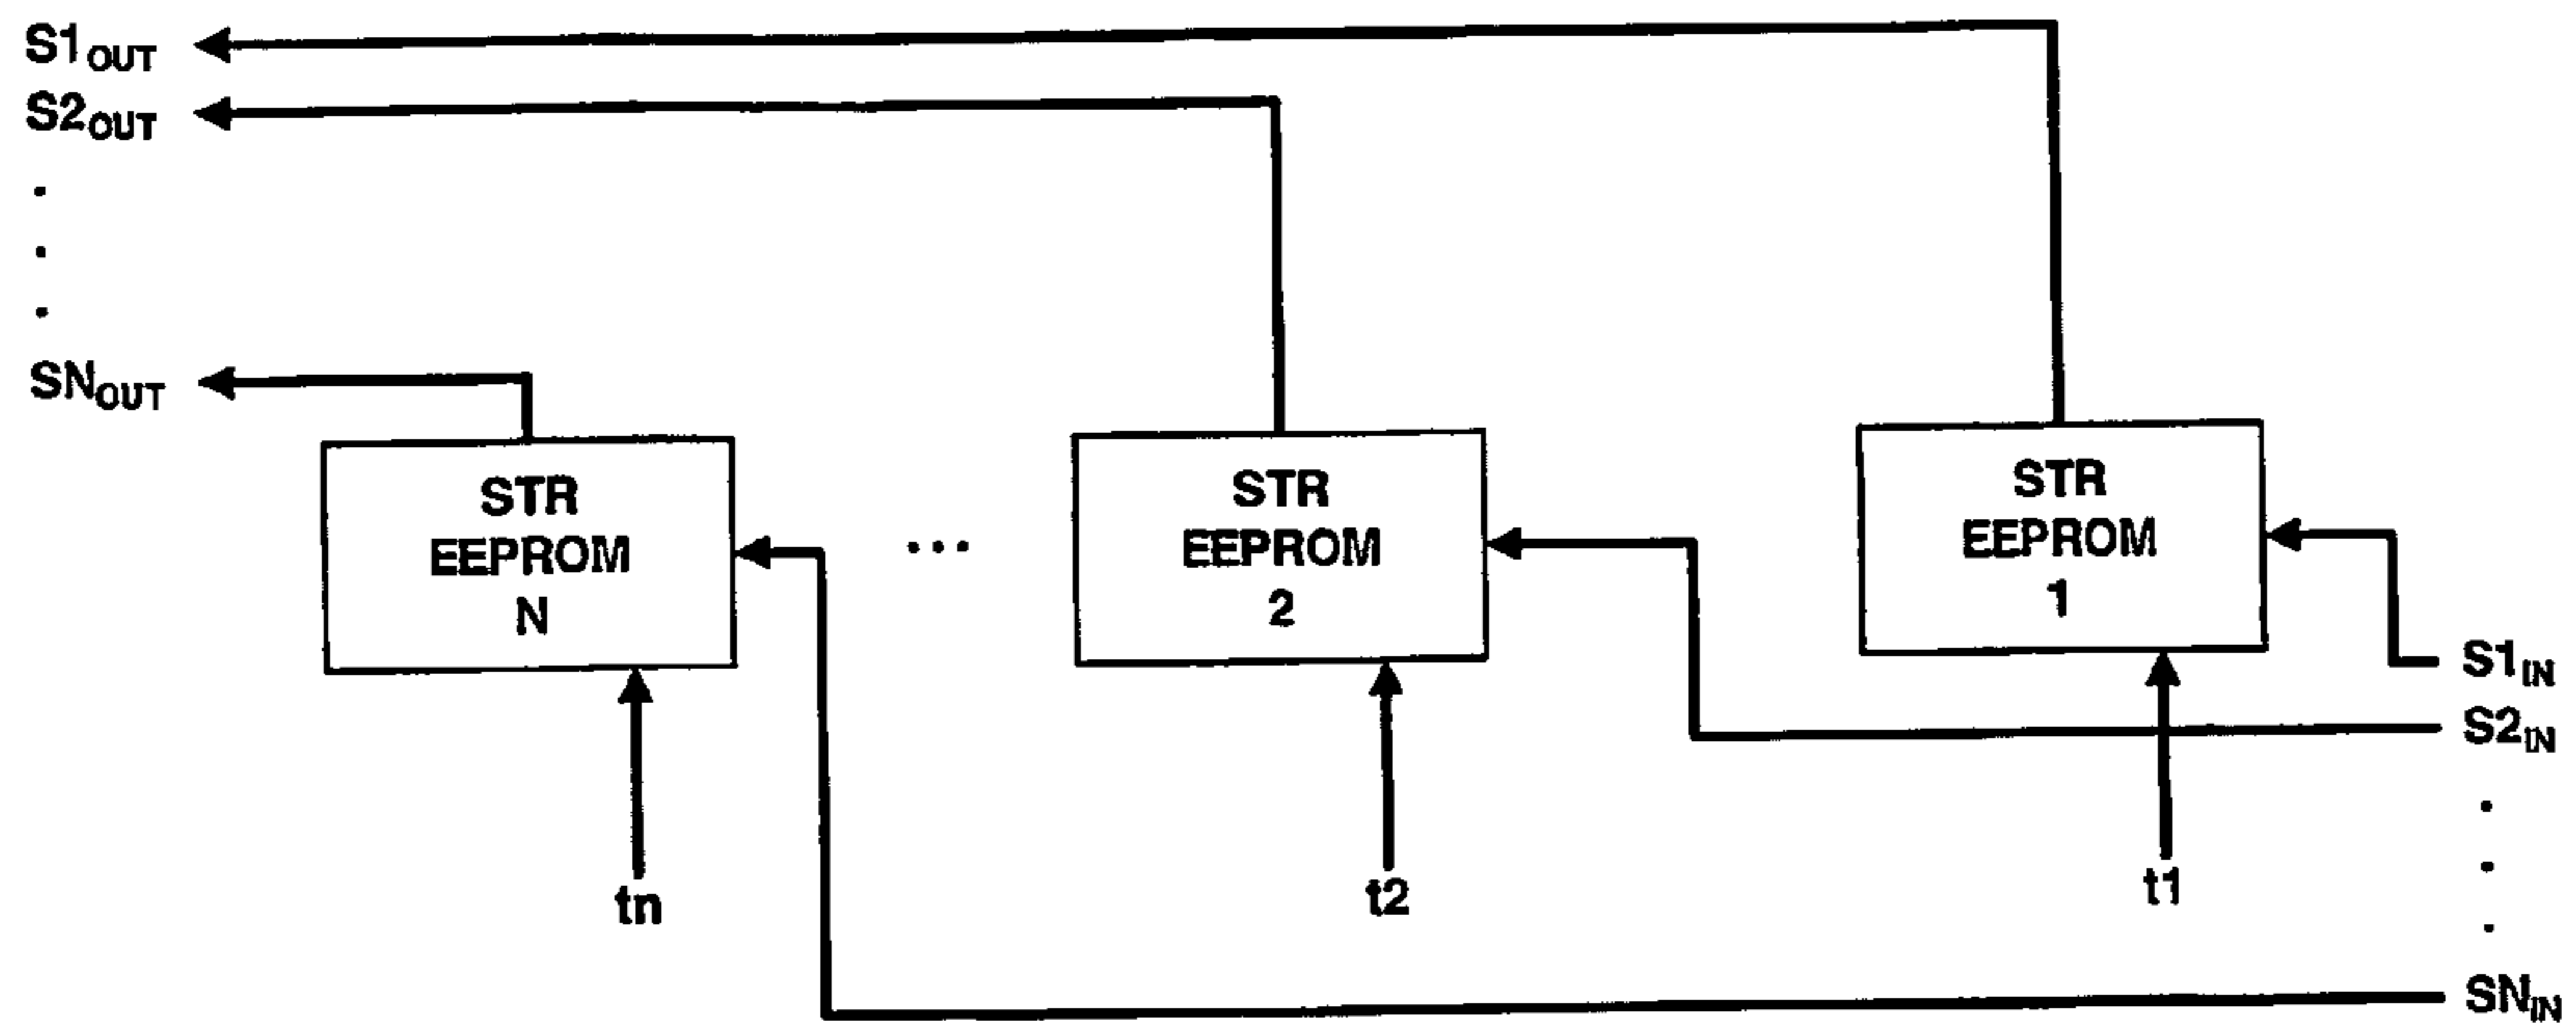 S1OUT
S2OUT
.
.
.
SNOUT
STR
EEPROM
N
...
STR
EEPROM
2
STR
EEPROM
1
S1IN
S2IN
.
.
.
SNIN
tn
t2
t1